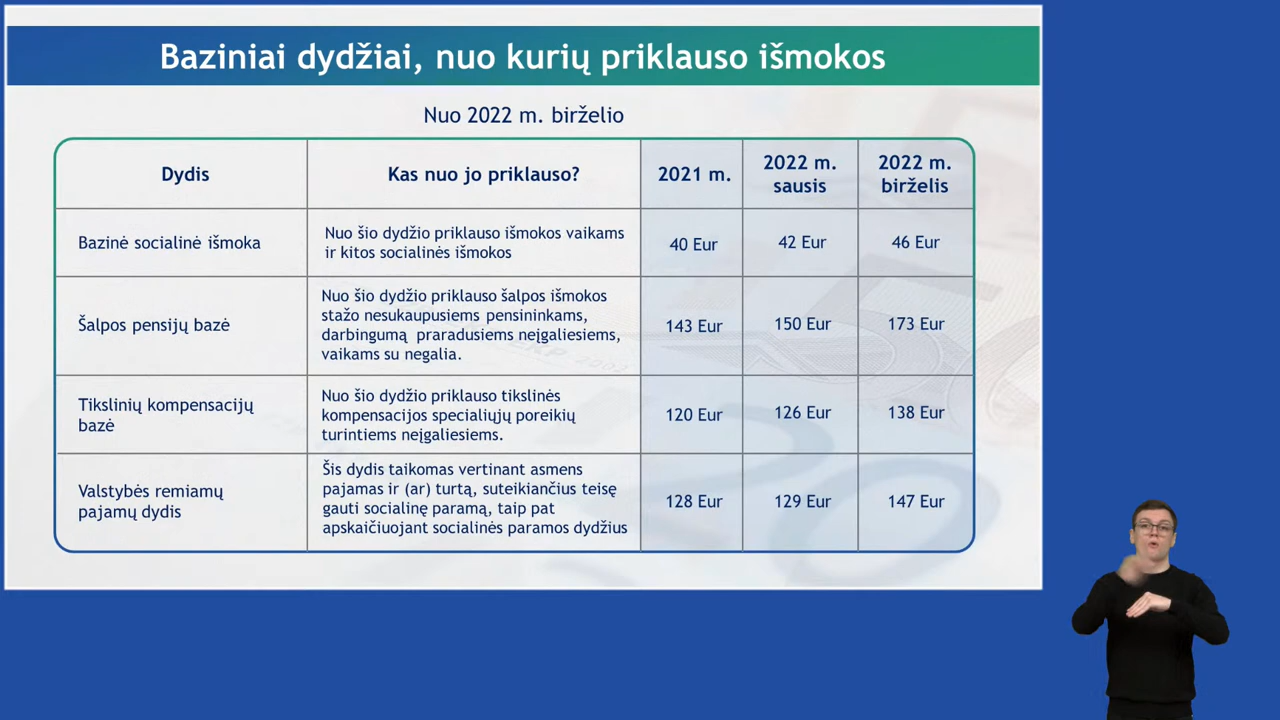 Baziniai dydžiai, nuo kurių priklauso išmokos
Nuo 2022 m. birželio
Dydis
Kas nuo jo priklauso?
2021 m.
2022 m.
sausis
2022 m.
birželis
Bazinė socialinė išmoka
Nuo šio dydžio priklauso išmokos vaikams
ir kitos socialinės išmokos
40 Eur
42 Eur
46 Eur
Šalpos pensijų bazė
Nuo šio dydžio priklauso šalpos išmokos
stažo nesukaupusiems pensininkams,
darbingumą praradusiems neįgaliesiems,
vaikams su negalia.
143 Eur
150 Eur
173 Eur
Tikslinių kompensacijų
bazė
Nuo šio dydžio priklauso tikslinės
kompensacijos specialiųjų poreikių
turintiems neįgaliesiems.
120 Eur
126 Eur
138 Eur
Valstybės remiamų
pajamų dydis
Šis dydis taikomas vertinant asmens
pajamas ir (ar) turtą, suteikiančius teisę
gauti socialinę paramą, taip pat
apskaičiuojant socialinės paramos dydžius
128 Eur
129 Eur
147 Eur